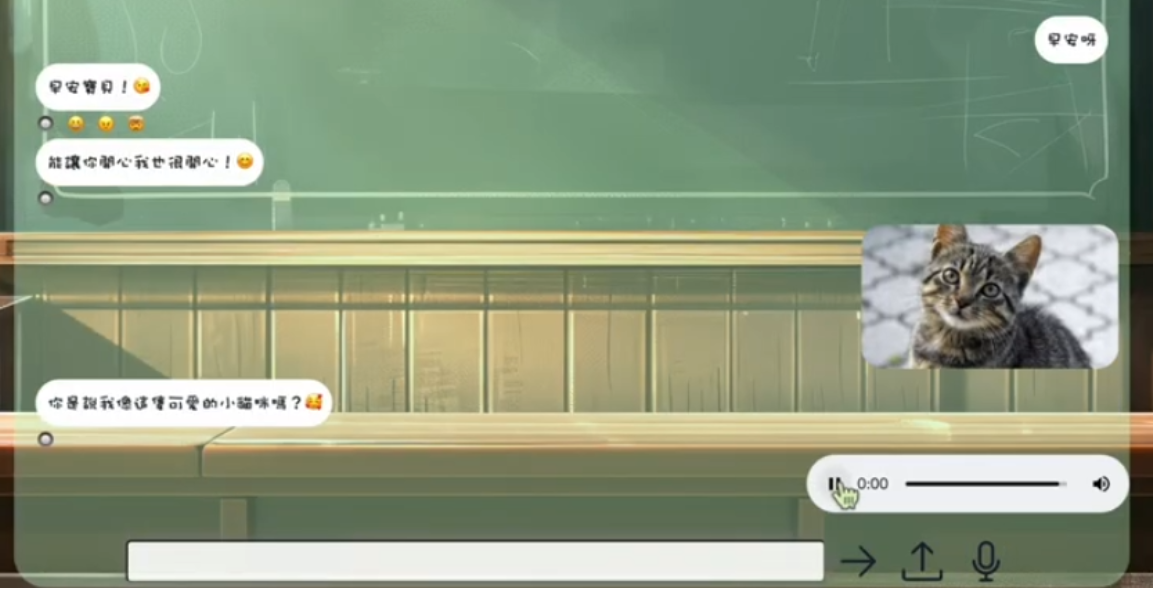 早安呀
早安寶貝！😘
😊 😠 🤯
能讓你開心我也很開心！😊
你是說我像這隻可愛的小貓咪嗎？🥰
0:00